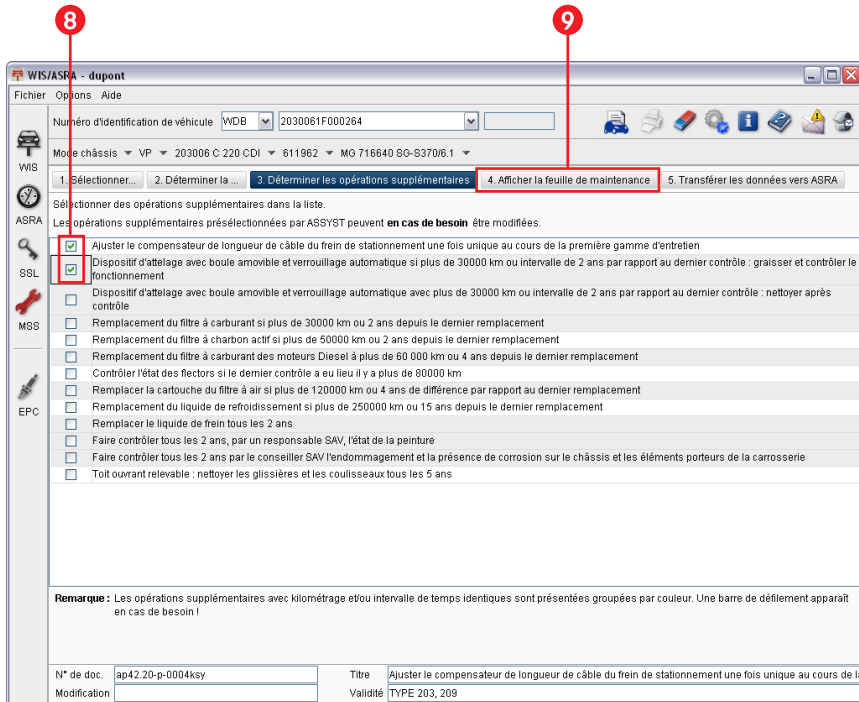 8
9
WIS/ASRA - dupont
Fichier Options Aide
Numéro d'identification de véhicule WDB 2030061F000264
Mode châssis VP 203006 C 220 CDI 611962 MG 716640 SG-S370/6.1
WIS
ASRA
SSL
MSS
EPC
1. Sélectionner... 2. Déterminer la ... 3. Déterminer les opérations supplémentaires 4. Afficher la feuille de maintenance 5. Transférer les données vers ASRA
Sélectionner des opérations supplémentaires dans la liste.
Les opérations supplémentaires présélectionnées par ASSYST peuvent en cas de besoin être modifiées.
Ajuster le compensateur de longueur de câble du frein de stationnement une fois unique au cours de la première gamme d'entretien
Dispositif d'attelage avec boule amovible et verrouillage automatique si plus de 30000 km ou intervalle de 2 ans par rapport au dernier contrôle : graisser et contrôler le
fonctionnement
Dispositif d'attelage avec boule amovible et verrouillage automatique avec plus de 30000 km ou intervalle de 2 ans par rapport au dernier contrôle : nettoyer après
contrôle
Remplacement du filtre à carburant si plus de 30000 km ou 2 ans depuis le dernier remplacement
Remplacement du filtre à charbon actif si plus de 50000 km ou 2 ans depuis le dernier remplacement
Remplacement du filtre à carburant des moteurs Diesel à plus de 60 000 km ou 4 ans depuis le dernier remplacement
Contrôler l'état des flectors si le dernier contrôle a eu lieu il y a plus de 80000 km
Remplacer la cartouche du filtre à air si plus de 120000 km ou 4 ans de différence par rapport au dernier remplacement
Remplacement du liquide de refroidissement si plus de 250000 km ou 15 ans depuis le dernier remplacement
Remplacer le liquide de frein tous les 2 ans
Faire contrôler tous les 2 ans, par un responsable SAV, l'état de la peinture
Faire contrôler tous les 2 ans par le conseiller SAV l'endommagement et la présence de corrosion sur le châssis et les éléments porteurs de la carrosserie
Toit ouvrant relevable : nettoyer les glissières et les coulisseaux tous les 5 ans
Remarque : Les opérations supplémentaires avec kilométrage et/ou intervalle de temps identiques sont présentées groupées par couleur. Une barre de défilement apparaît
en cas de besoin !
N° de doc. ap42.20-p-0004ksy Titre Ajuster le compensateur de longueur de câble du frein de stationnement une fois unique au cours de la
Modification Validité TYPE 203, 209